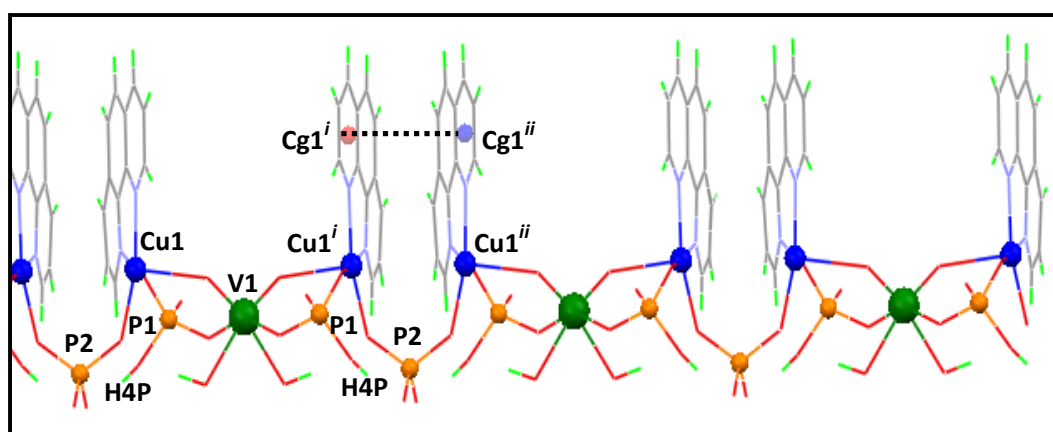 Cg1ⁱ Cg1ⁱⁱ
Cu1 Cu1ⁱ Cu1ⁱⁱ
V1
P1 P1
P2 P2
H4P H4P